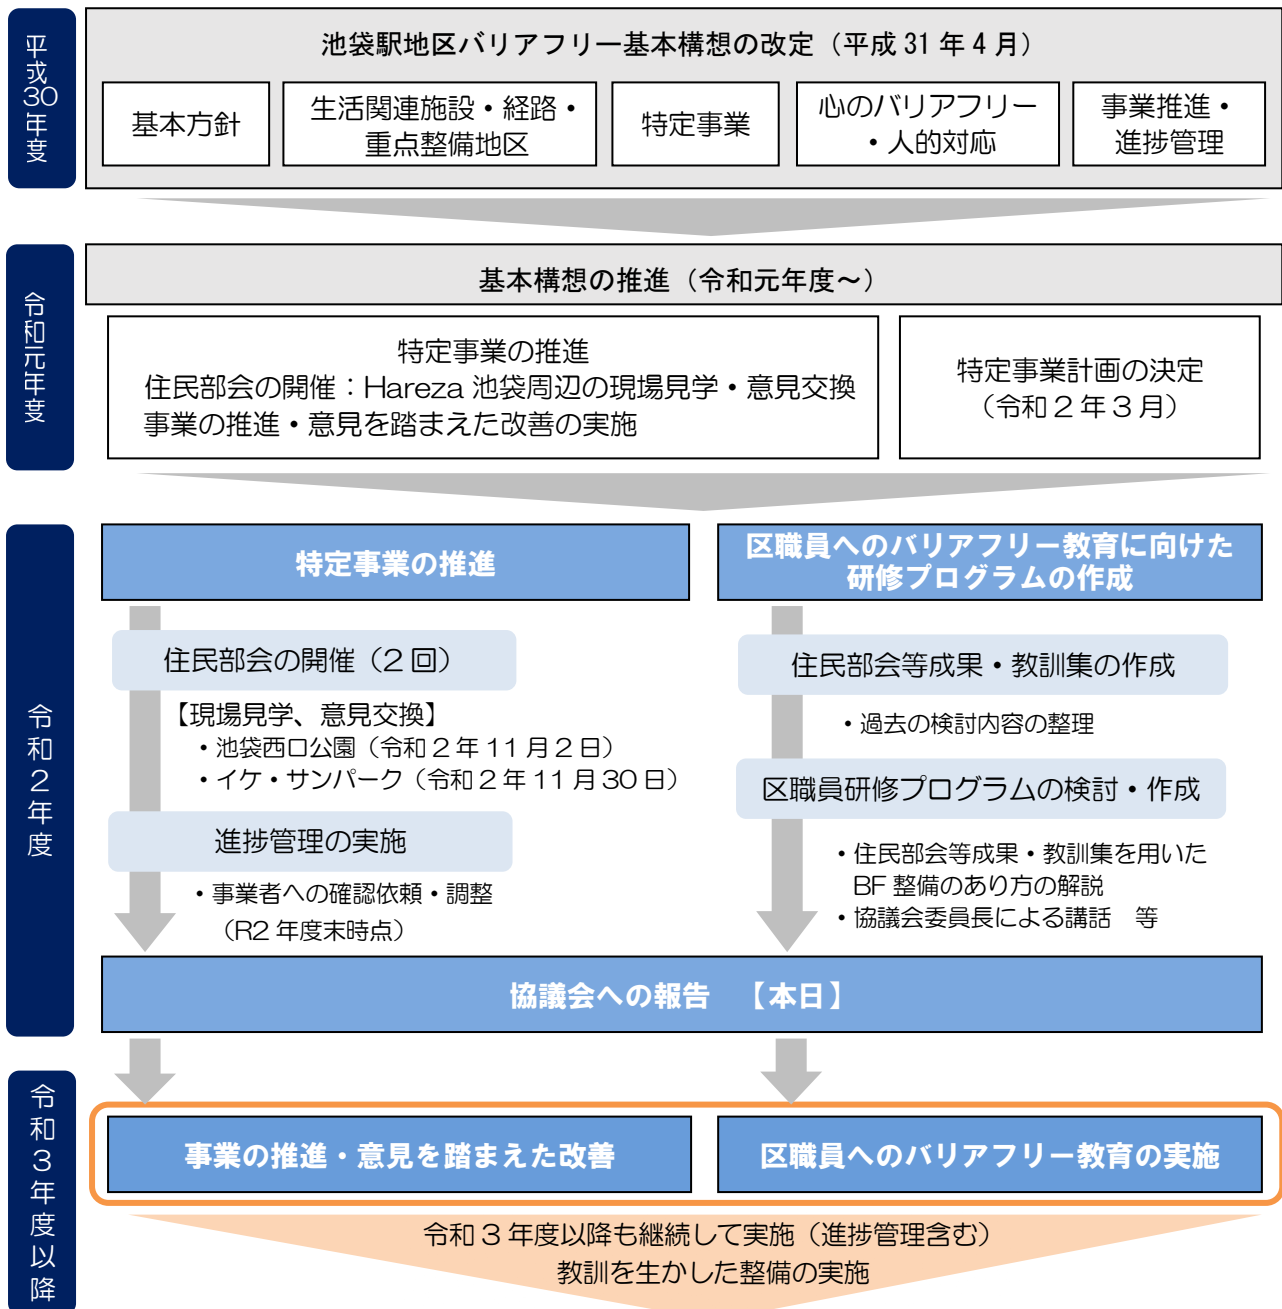 平成30年度
池袋駅地区バリアフリー基本構想の改定（平成 31 年 4 月）
基本方針
生活関連施設・経路・
重点整備地区
特定事業
心のバリアフリー
・人的対応
事業推進・
進捗管理
令和元年度
基本構想の推進（令和元年度～）
特定事業の推進
住民部会の開催：Hareza 池袋周辺の現場見学・意見交換
事業の推進・意見を踏まえた改善の実施
特定事業計画の決定
（令和 2 年 3 月）
令和2年度
特定事業の推進
住民部会の開催（2 回）
【現場見学、意見交換】
・池袋西口公園（令和 2 年 11 月 2 日）
・イケ・サンパーク（令和 2 年 11 月 30 日）
進捗管理の実施
・事業者への確認依頼・調整
（R2 年度末時点）
区職員へのバリアフリー教育に向けた
研修プログラムの作成
住民部会等成果・教訓集の作成
・過去の検討内容の整理
区職員研修プログラムの検討・作成
・住民部会等成果・教訓集を用いた
BF 整備のあり方の解説
・協議会委員長による講話　等
協議会への報告　【本日】
令和3年度以降
事業の推進・意見を踏まえた改善
区職員へのバリアフリー教育の実施
令和 3 年度以降も継続して実施（進捗管理含む）
教訓を生かした整備の実施